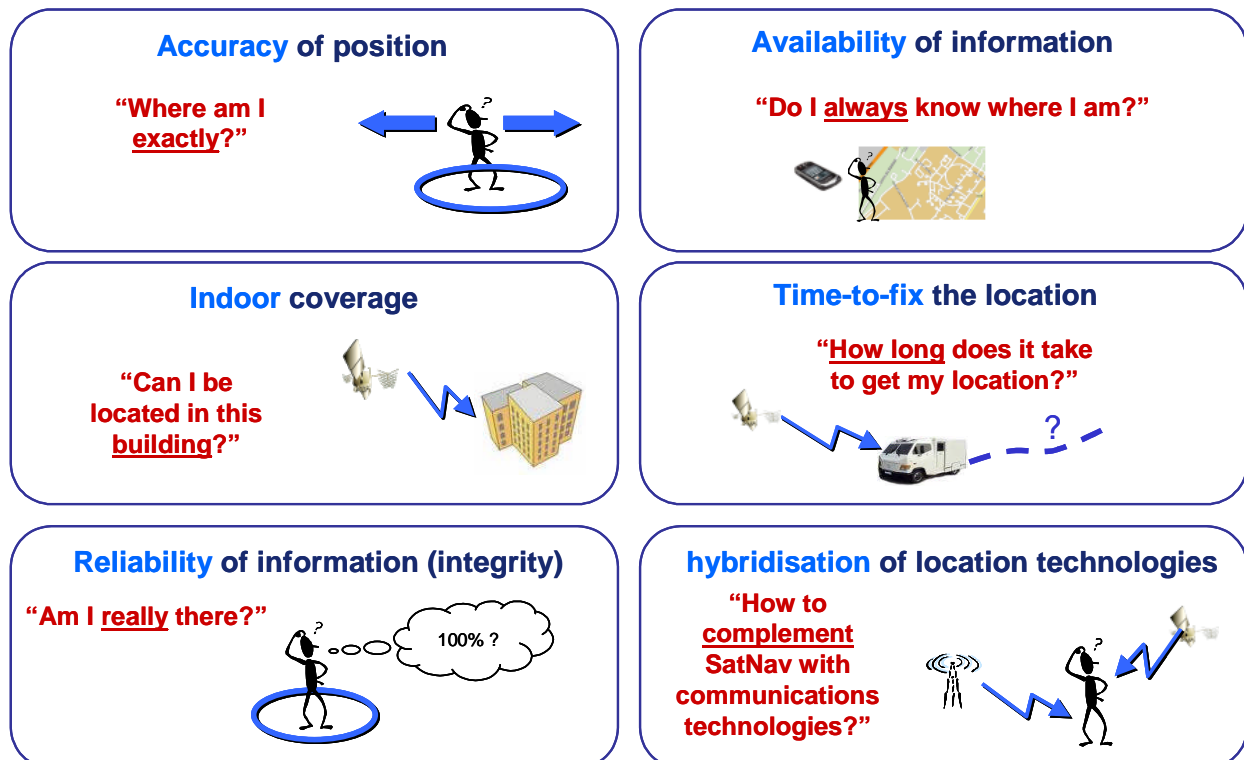 Accuracy of position
“Where am I
exactly?”
?
Availability of information
“Do I always know where I am?”
?
Indoor coverage
“Can I be
located in this
building?”
Time-to-fix the location
“How long does it take
to get my location?”
?
Reliability of information (integrity)
“Am I really there?”
?
100% ?
hybridisation of location technologies
“How to
complement
SatNav with
communications
technologies?”
?